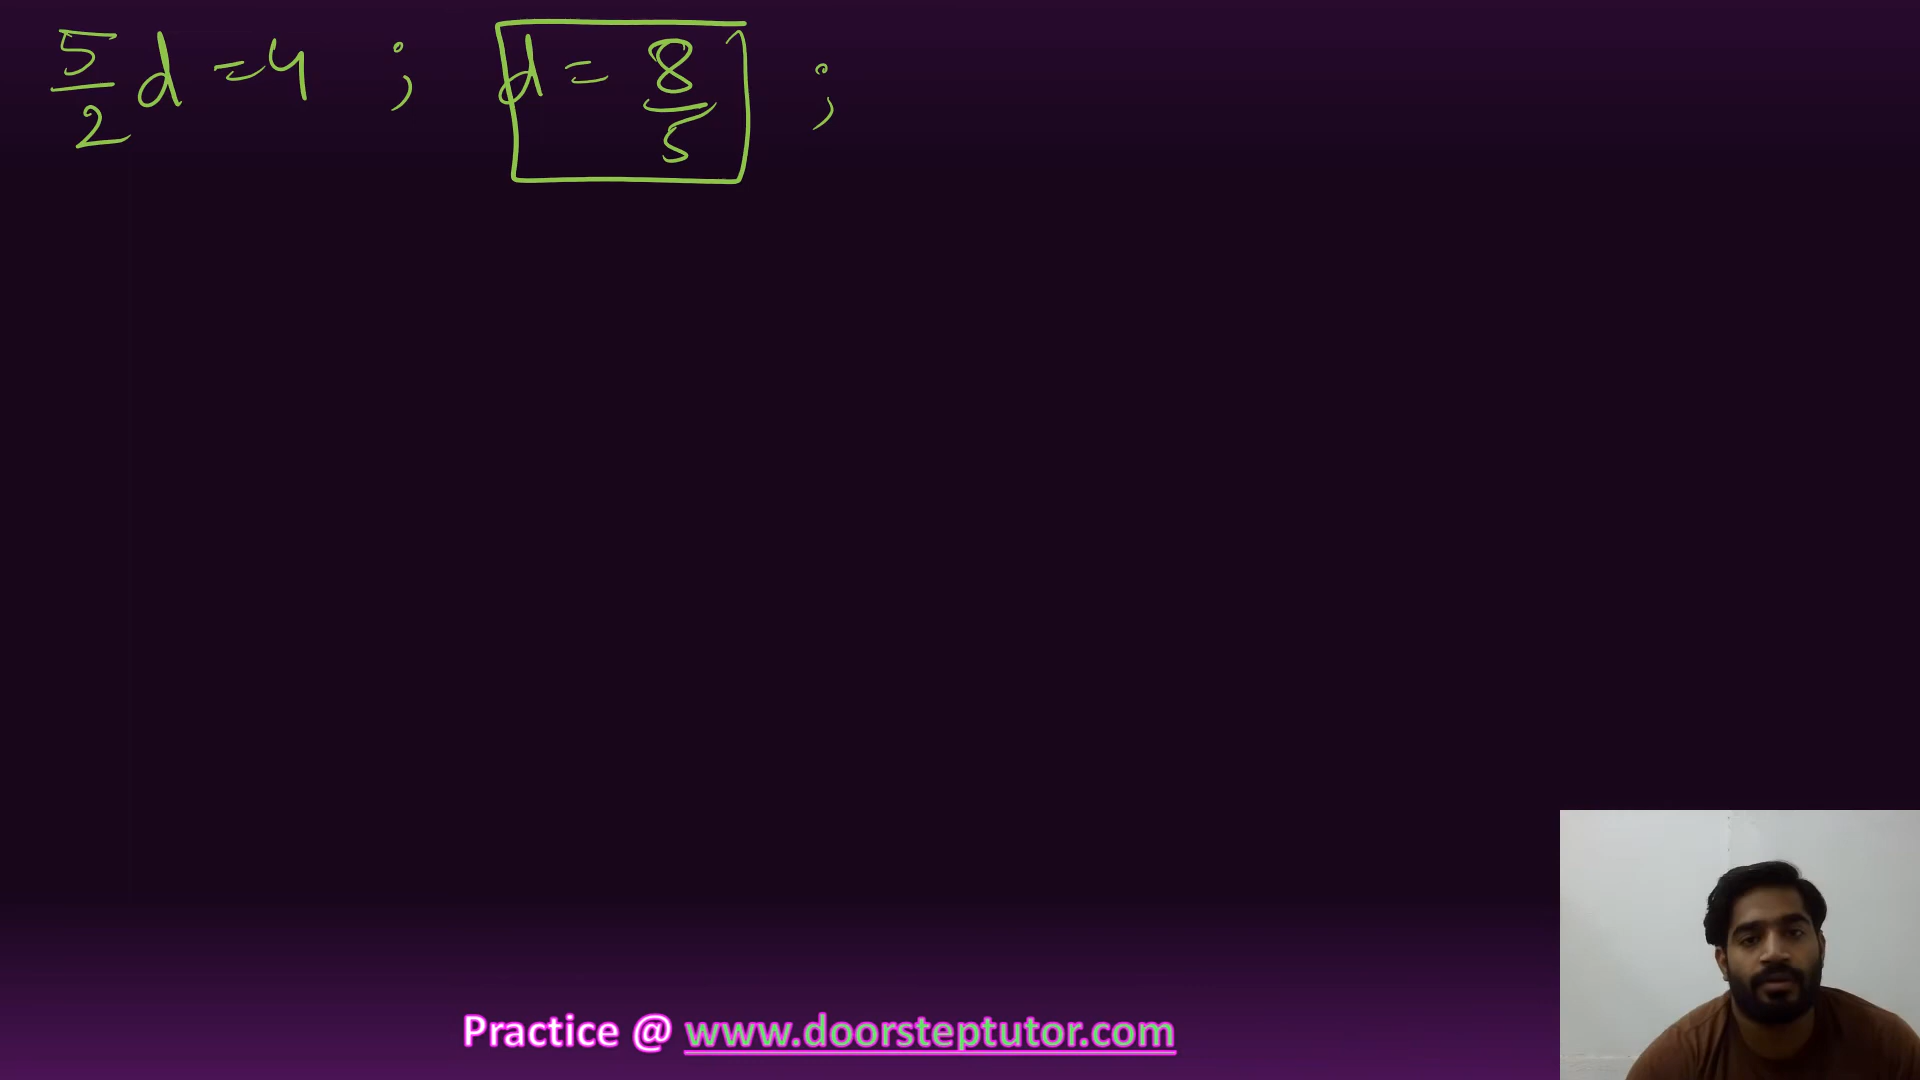 5/2 d = 4 ; d = 8/5 ;
Practice @ www.doorsteptutor.com